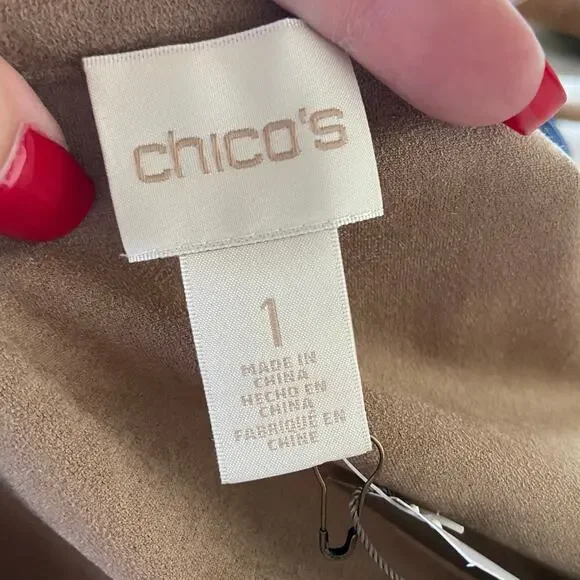 chico's
1
MADE IN
CHINA
HECHO EN
CHINA
FABRIQUÉ EN
CHINE